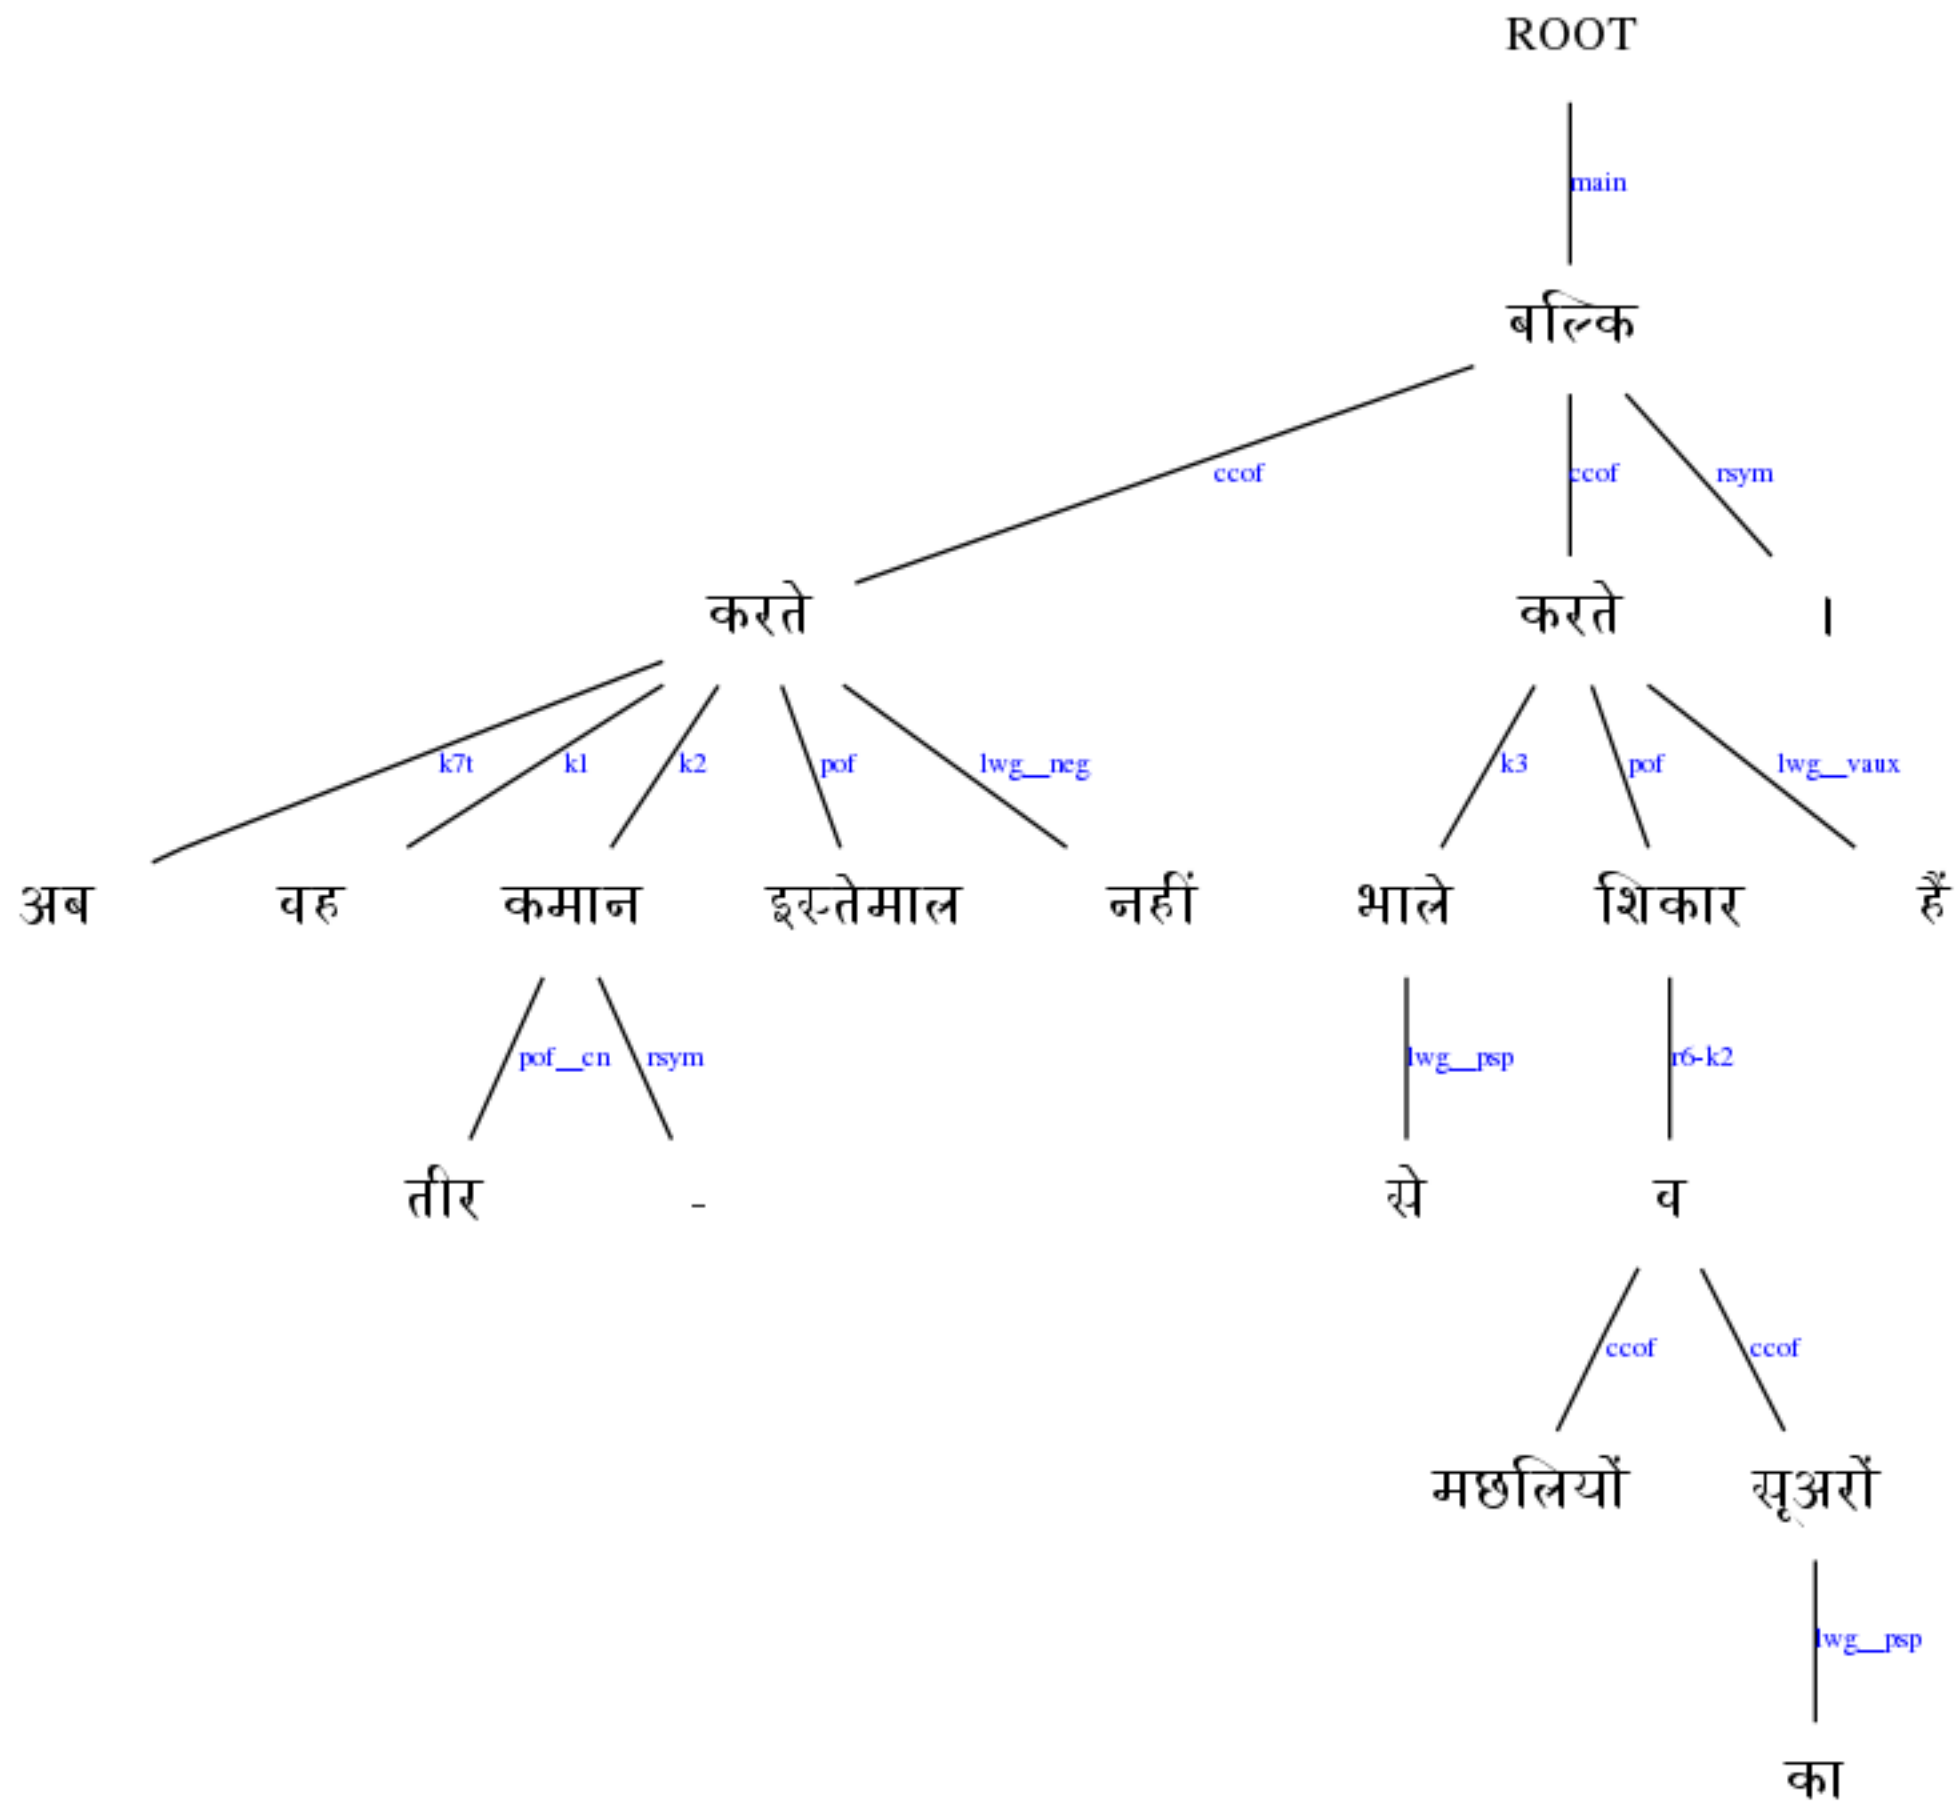 ROOT
main
बल्कि
ccof ccof rsym
करते करते ।
k7t k1 k2 pof lwg__neg k3 pof lwg__vaux
अब वह कमान इस्तेमाल नहीं भाले शिकार हैं
pof__cn rsym lwg__psp r6-k2
तीर - से व
ccof ccof
मछलियों सूअरों
lwg__psp
का